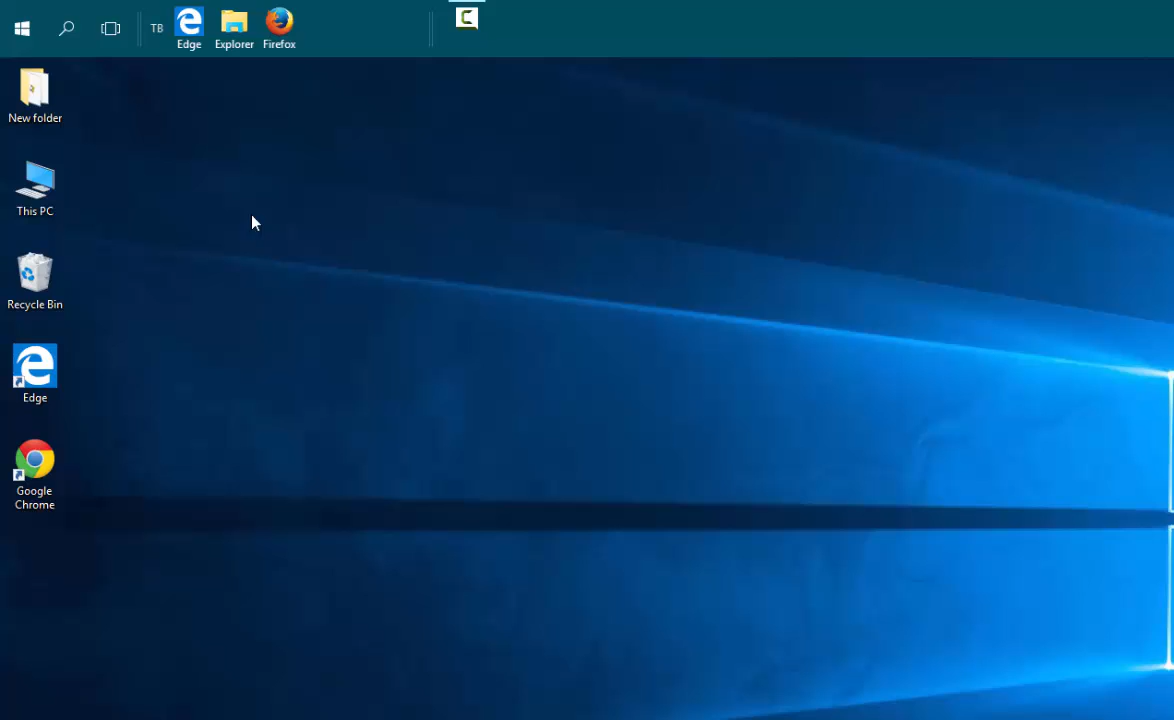 TB
Edge
Explorer
Firefox
New folder
This PC
Recycle Bin
Edge
Google
Chrome